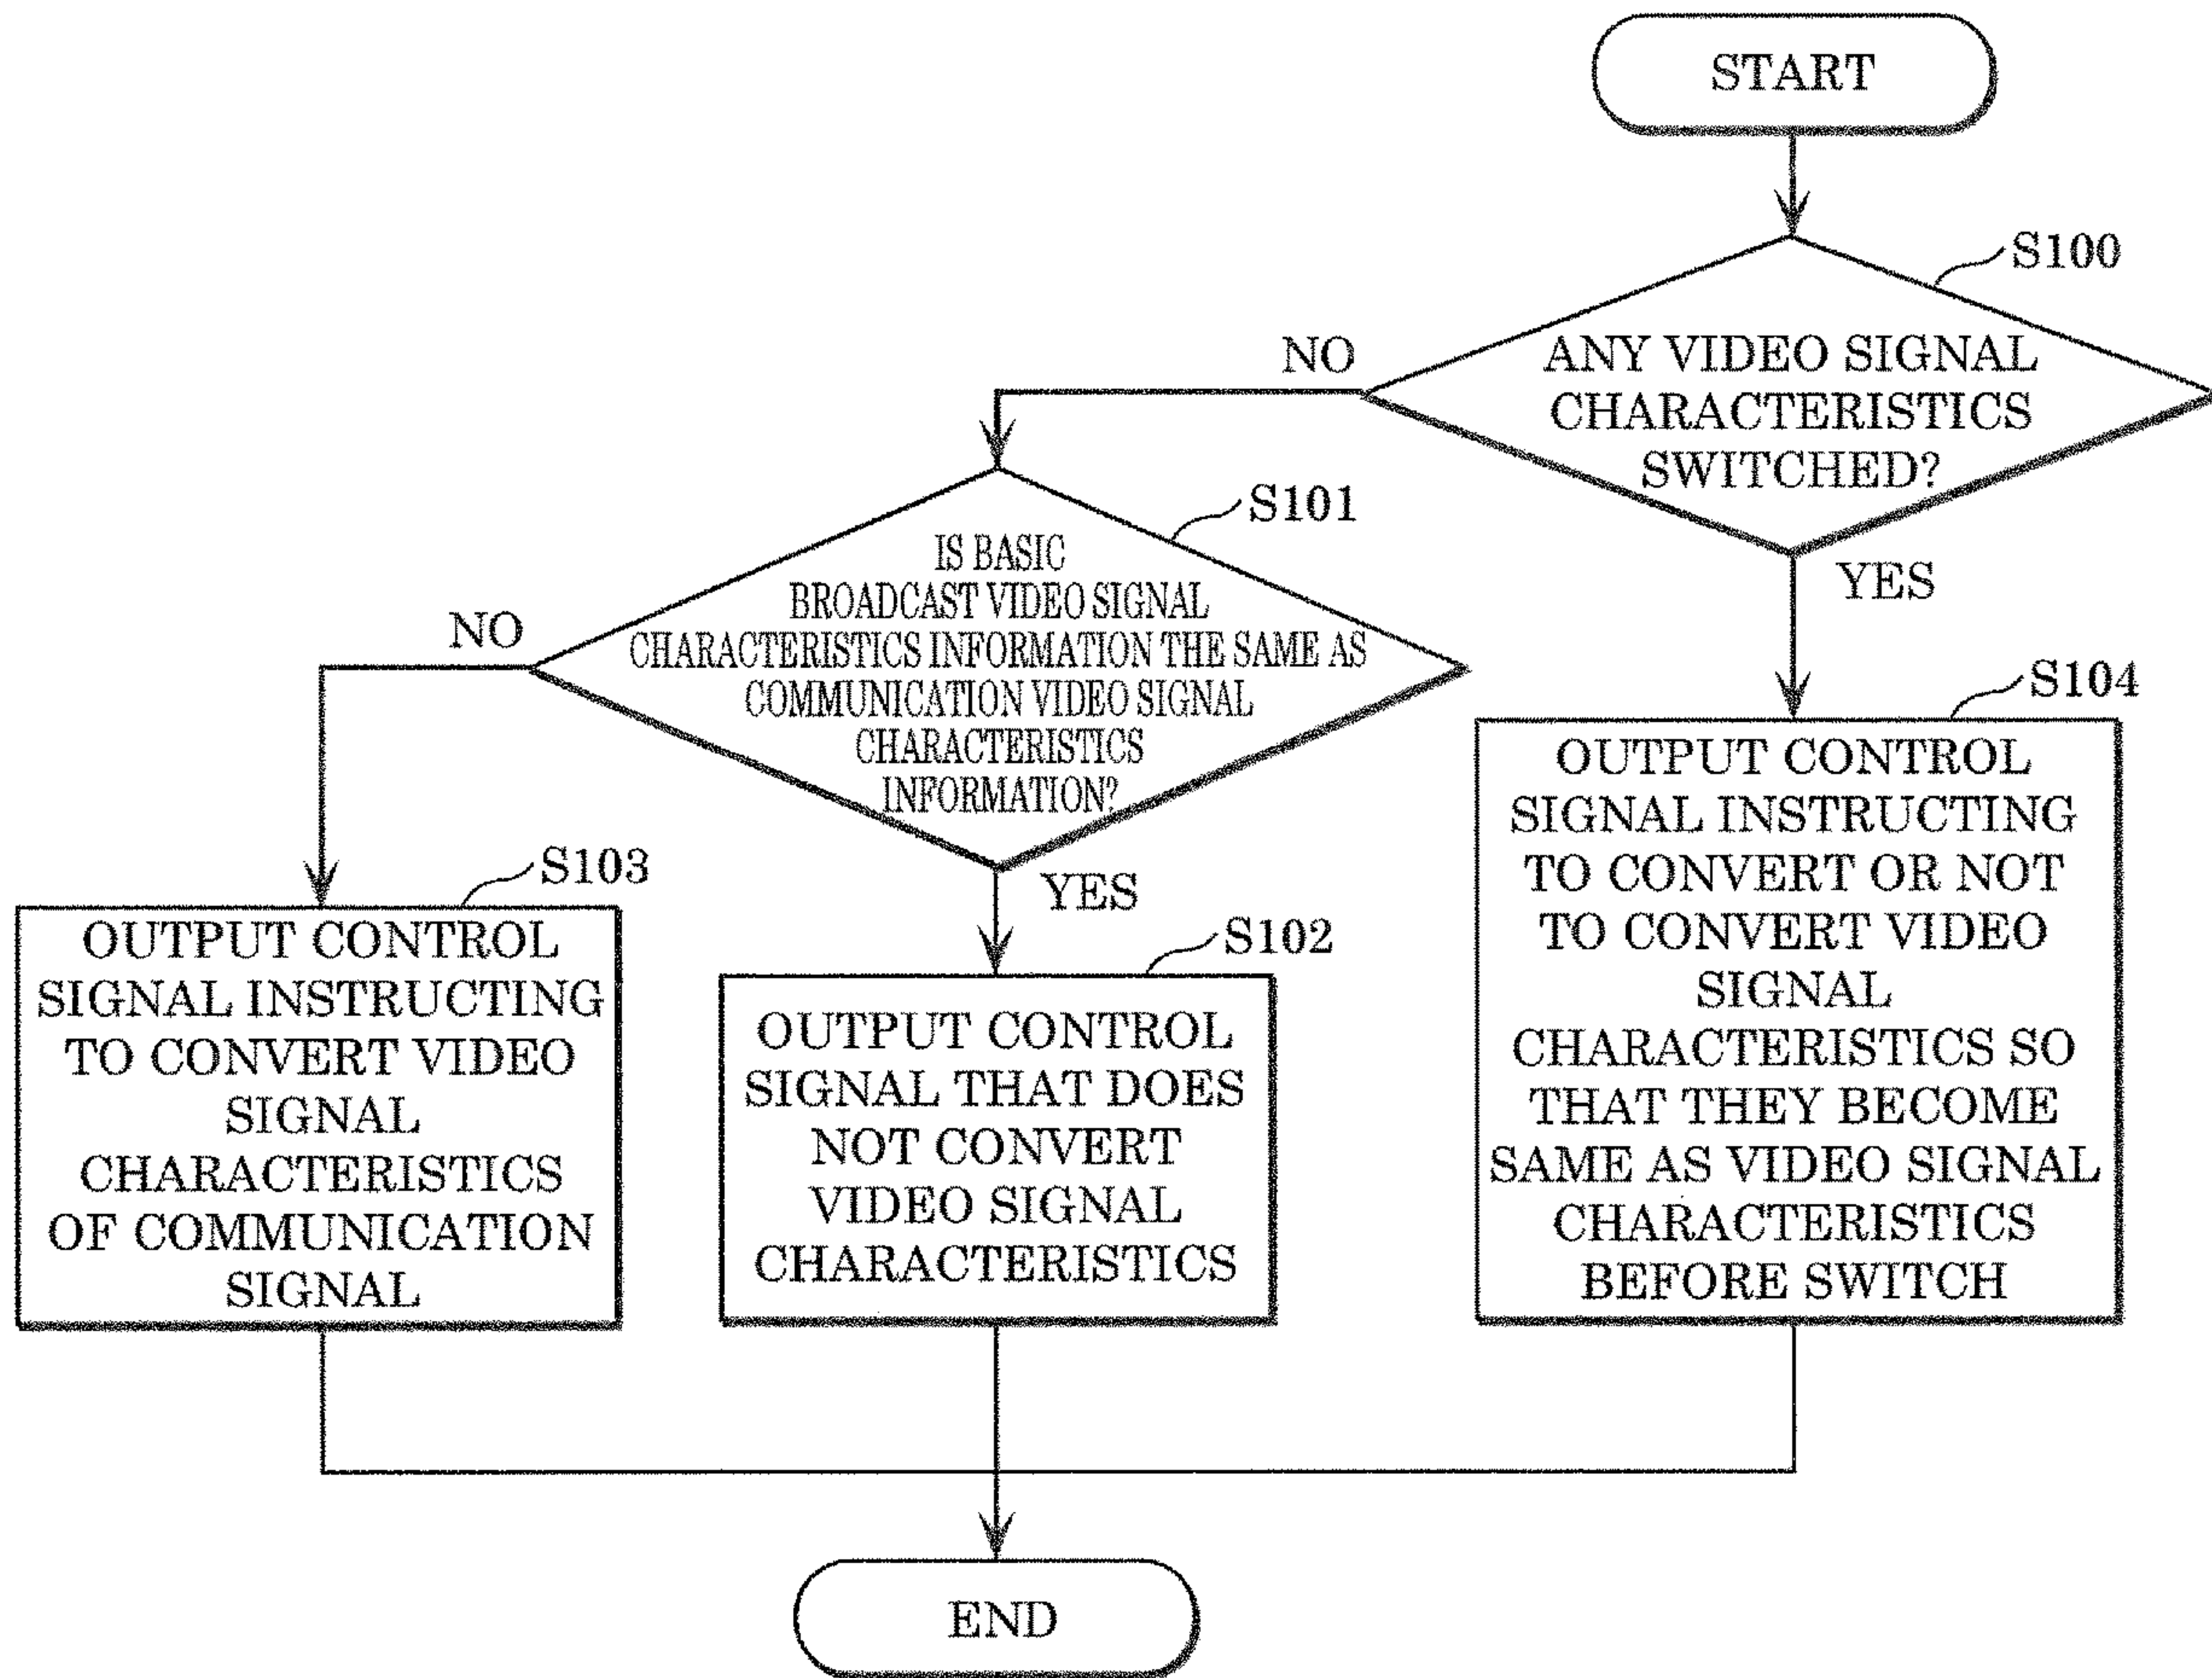 START
S100
ANY VIDEO SIGNAL
CHARACTERISTICS
SWITCHED?
NO
YES
S101
IS BASIC
BROADCAST VIDEO SIGNAL
CHARACTERISTICS INFORMATION THE SAME AS
COMMUNICATION VIDEO SIGNAL
CHARACTERISTICS
INFORMATION?
NO
YES
S103
OUTPUT CONTROL
SIGNAL INSTRUCTING
TO CONVERT VIDEO
SIGNAL
CHARACTERISTICS
OF COMMUNICATION
SIGNAL
S102
OUTPUT CONTROL
SIGNAL THAT DOES
NOT CONVERT
VIDEO SIGNAL
CHARACTERISTICS
S104
OUTPUT CONTROL
SIGNAL INSTRUCTING
TO CONVERT OR NOT
TO CONVERT VIDEO
SIGNAL
CHARACTERISTICS SO
THAT THEY BECOME
SAME AS VIDEO SIGNAL
CHARACTERISTICS
BEFORE SWITCH
END